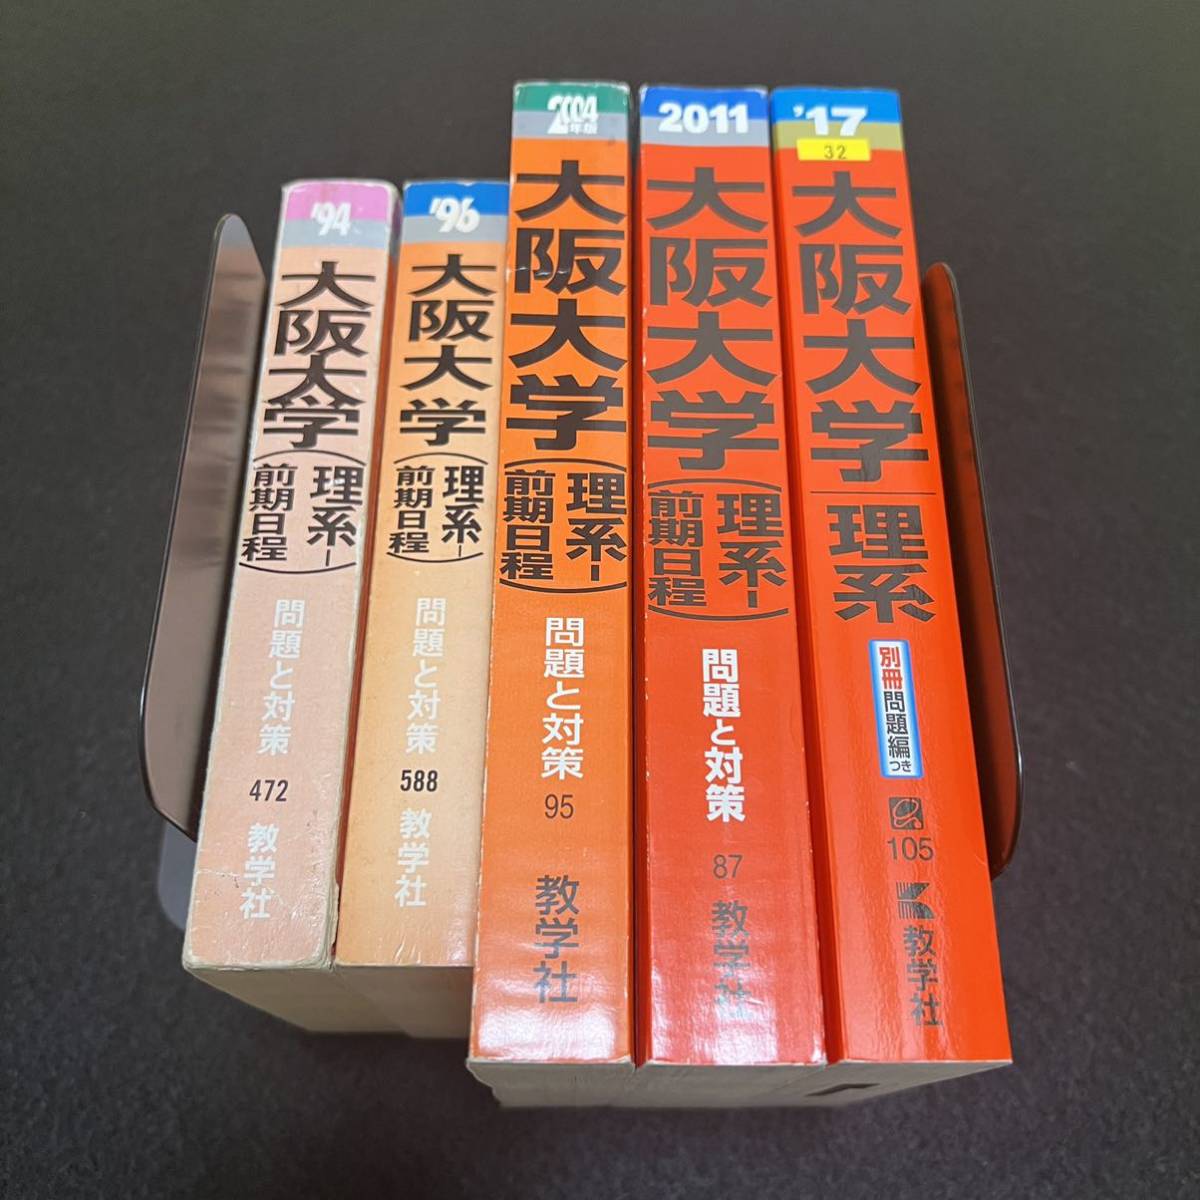 '94
大阪大学
(理系-
前期日程)
問題と対策
472
教学社
'96
大阪大学
(理系-
前期日程)
問題と対策
588
教学社
2004
年版
大阪大学
(理系-
前期日程)
問題と対策
95
教学社
2011
大阪大学
(理系-
前期日程)
問題と対策
87
教学社
'17
32
大阪大学
理系
別冊問題編つき
105
教学社